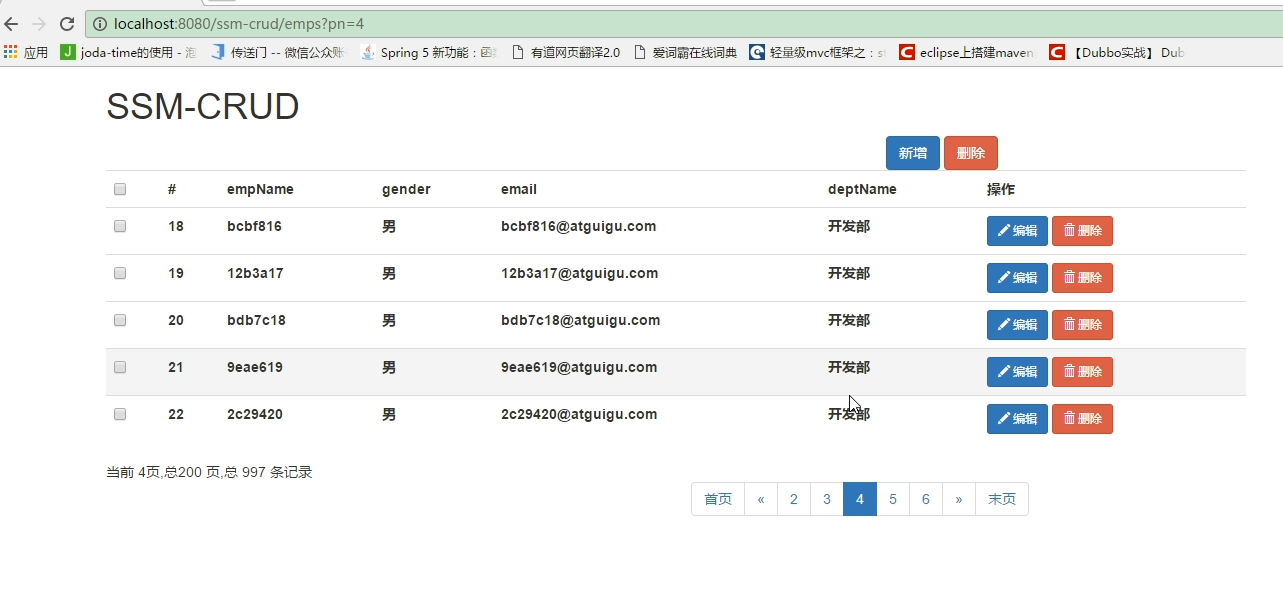 localhost:8080/ssm-crud/emps?pn=4
应用 joda-time的使用 - 泡 传送门 -- 微信公众账 Spring 5 新功能：函 有道网页翻译2.0 爱词霸在线词典 轻量级mvc框架之：s eclipse上搭建maven 【Dubbo实战】 Dub
SSM-CRUD
新增 删除
# empName gender email deptName 操作
18 bcbf816 男 bcbf816@atguigu.com 开发部 编辑 删除
19 12b3a17 男 12b3a17@atguigu.com 开发部 编辑 删除
20 bdb7c18 男 bdb7c18@atguigu.com 开发部 编辑 删除
21 9eae619 男 9eae619@atguigu.com 开发部 编辑 删除
22 2c29420 男 2c29420@atguigu.com 开发部 编辑 删除
当前 4页,总200 页,总 997 条记录
首页 « 2 3 4 5 6 » 末页